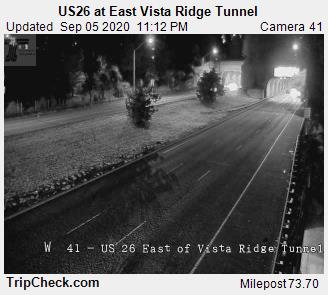 US26 at East Vista Ridge Tunnel
Updated Sep 05 2020 11:12 PM Camera 41
W 41 - US 26 East of Vista Ridge Tunnel
TripCheck.com Milepost 73.70